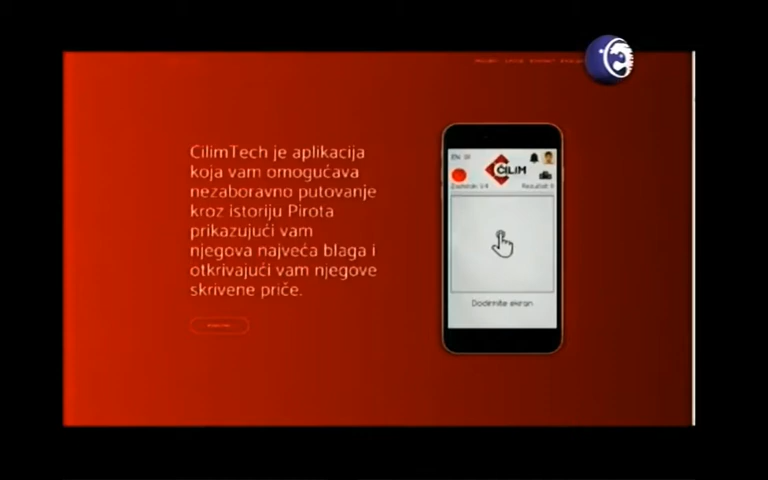 CilimTech je aplikacija
koja vam omogućava
nezaboravno putovanje
kroz istoriju Pirota
prikazujući vam
njegova najveća blaga i
otkrivajući vam njegove
skrivene priče.
EN
ĆILIM
Dodirnite ekran